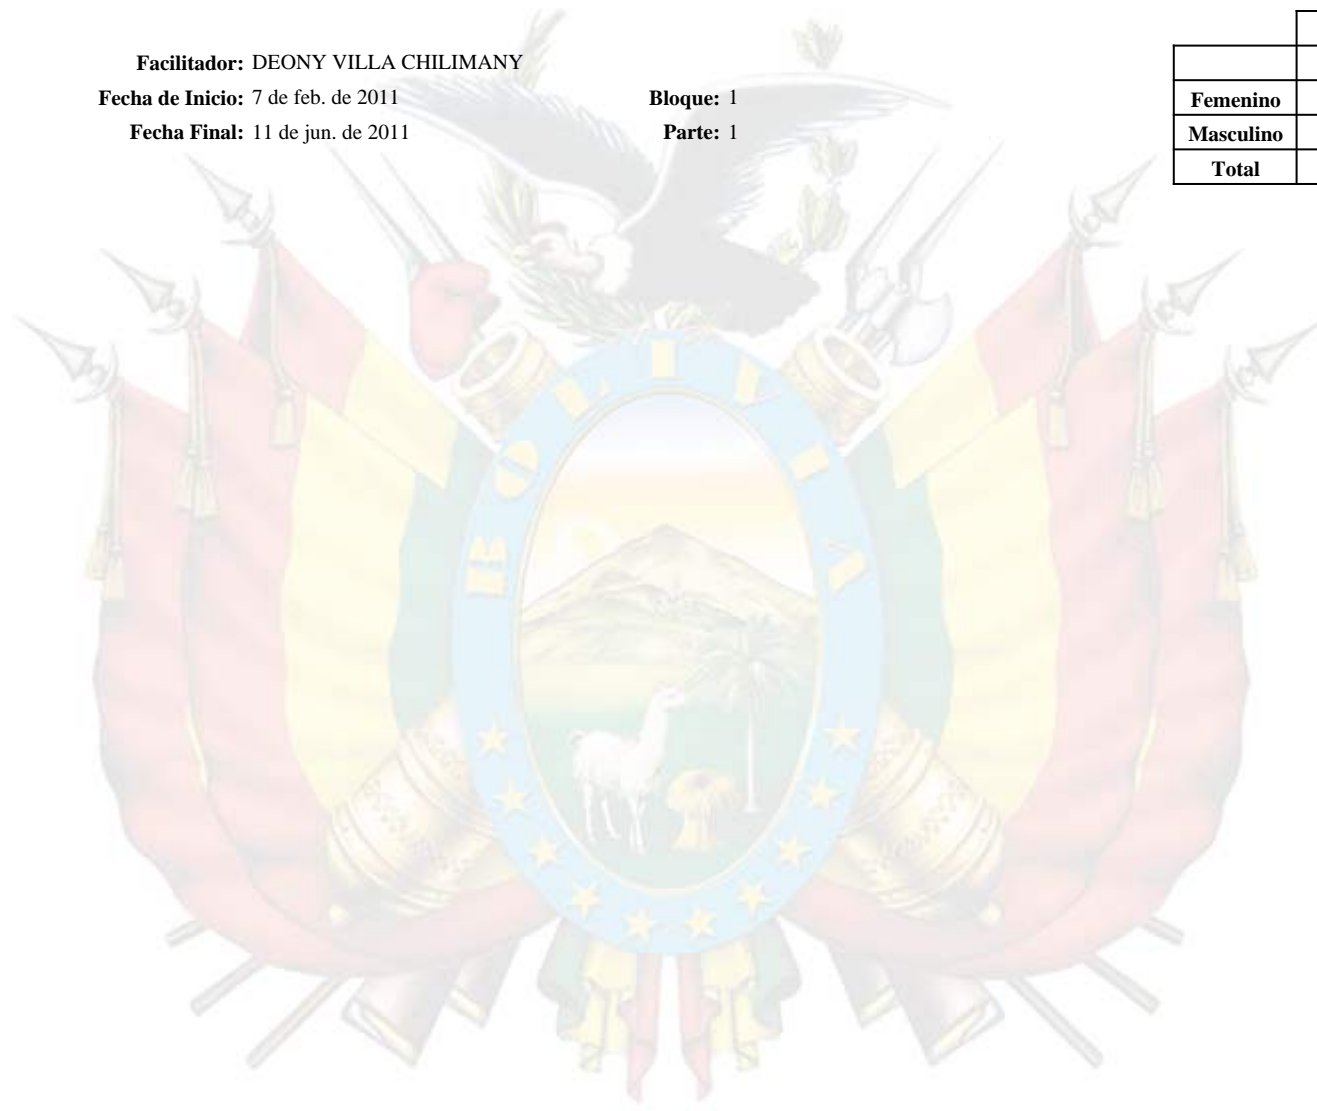 Facilitador: DEONY VILLA CHILIMANY
Fecha de Inicio: 7 de feb. de 2011 Bloque: 1
Fecha Final: 11 de jun. de 2011 Parte: 1
Femenino
Masculino
Total
BOLIVIA